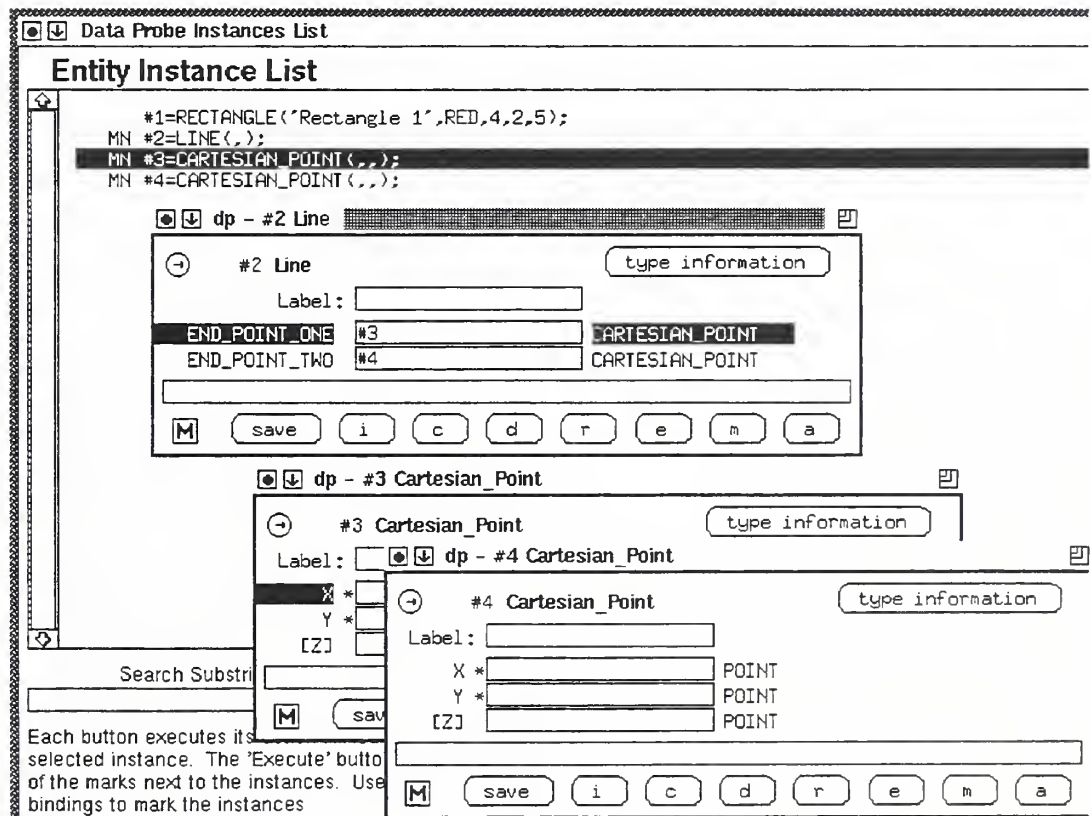 Data Probe Instances List
Entity Instance List
#1=RECTANGLE('Rectangle 1',RED,4,2,5);
MN #2=LINE(,);
MN #3=CARTESIAN_POINT(,,);
MN #4=CARTESIAN_POINT(,,);
dp - #2 Line
#2 Line type information
Label:
END_POINT_ONE #3 CARTESIAN_POINT
END_POINT_TWO #4 CARTESIAN_POINT
M save i c d r e m a
dp - #3 Cartesian_Point
#3 Cartesian_Point type information
Label:
X *
Y *
[Z]
M sav
dp - #4 Cartesian_Point
#4 Cartesian_Point type information
Label:
X * POINT
Y * POINT
[Z] POINT
M save i c d r e m a
Search Substri
Each button executes its
selected instance. The 'Execute' butto
of the marks next to the instances. Use
bindings to mark the instances